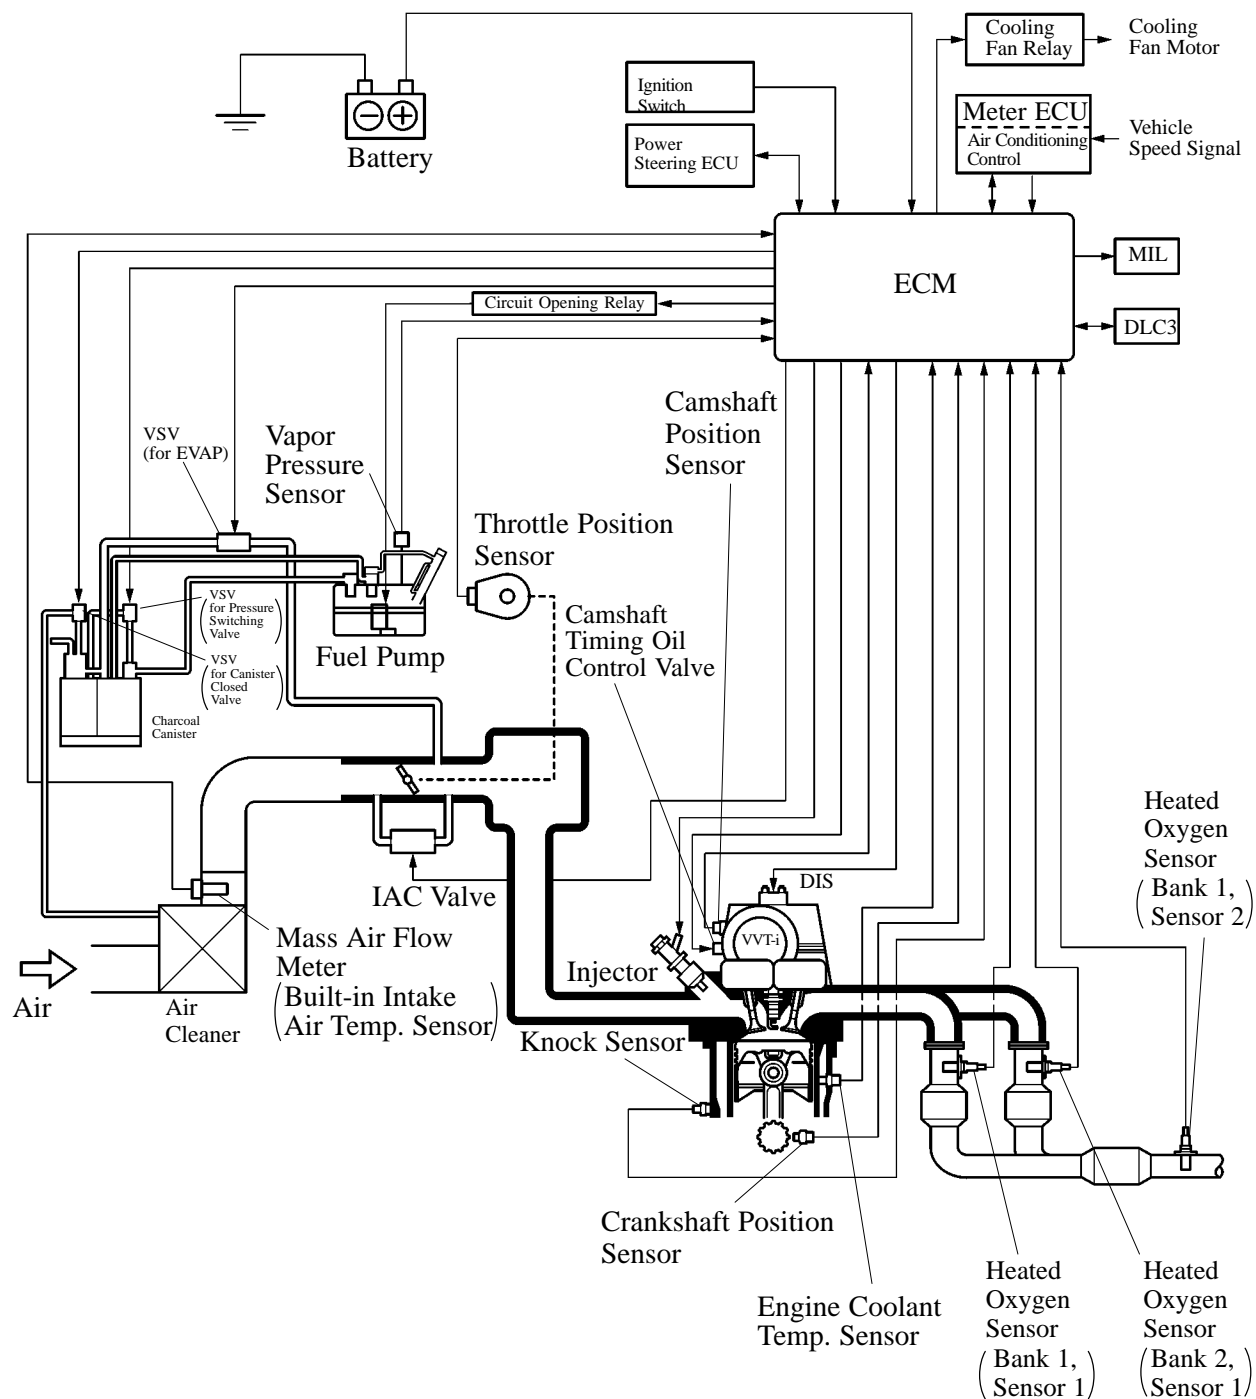 Cooling
Fan Relay
Cooling
Fan Motor
Ignition
Switch
Meter ECU
Air Conditioning
Control
Vehicle
Speed Signal
Power
Steering ECU
Battery
ECM
MIL
DLC3
Circuit Opening Relay
VSV
(for EVAP)
Vapor
Pressure
Sensor
Camshaft
Position
Sensor
Throttle Position
Sensor
VSV
for Pressure
Switching
Valve
VSV
for Canister
Closed
Valve
Fuel Pump
Camshaft
Timing Oil
Control Valve
Charcoal
Canister
Heated
Oxygen
Sensor
(Bank 1,
Sensor 2)
IAC Valve
DIS
VVT-i
Mass Air Flow
Meter
(Built-in Intake
Air Temp. Sensor)
Injector
Air
Air
Cleaner
Knock Sensor
Crankshaft Position
Sensor
Engine Coolant
Temp. Sensor
Heated
Oxygen
Sensor
(Bank 1,
Sensor 1)
Heated
Oxygen
Sensor
(Bank 2,
Sensor 1)